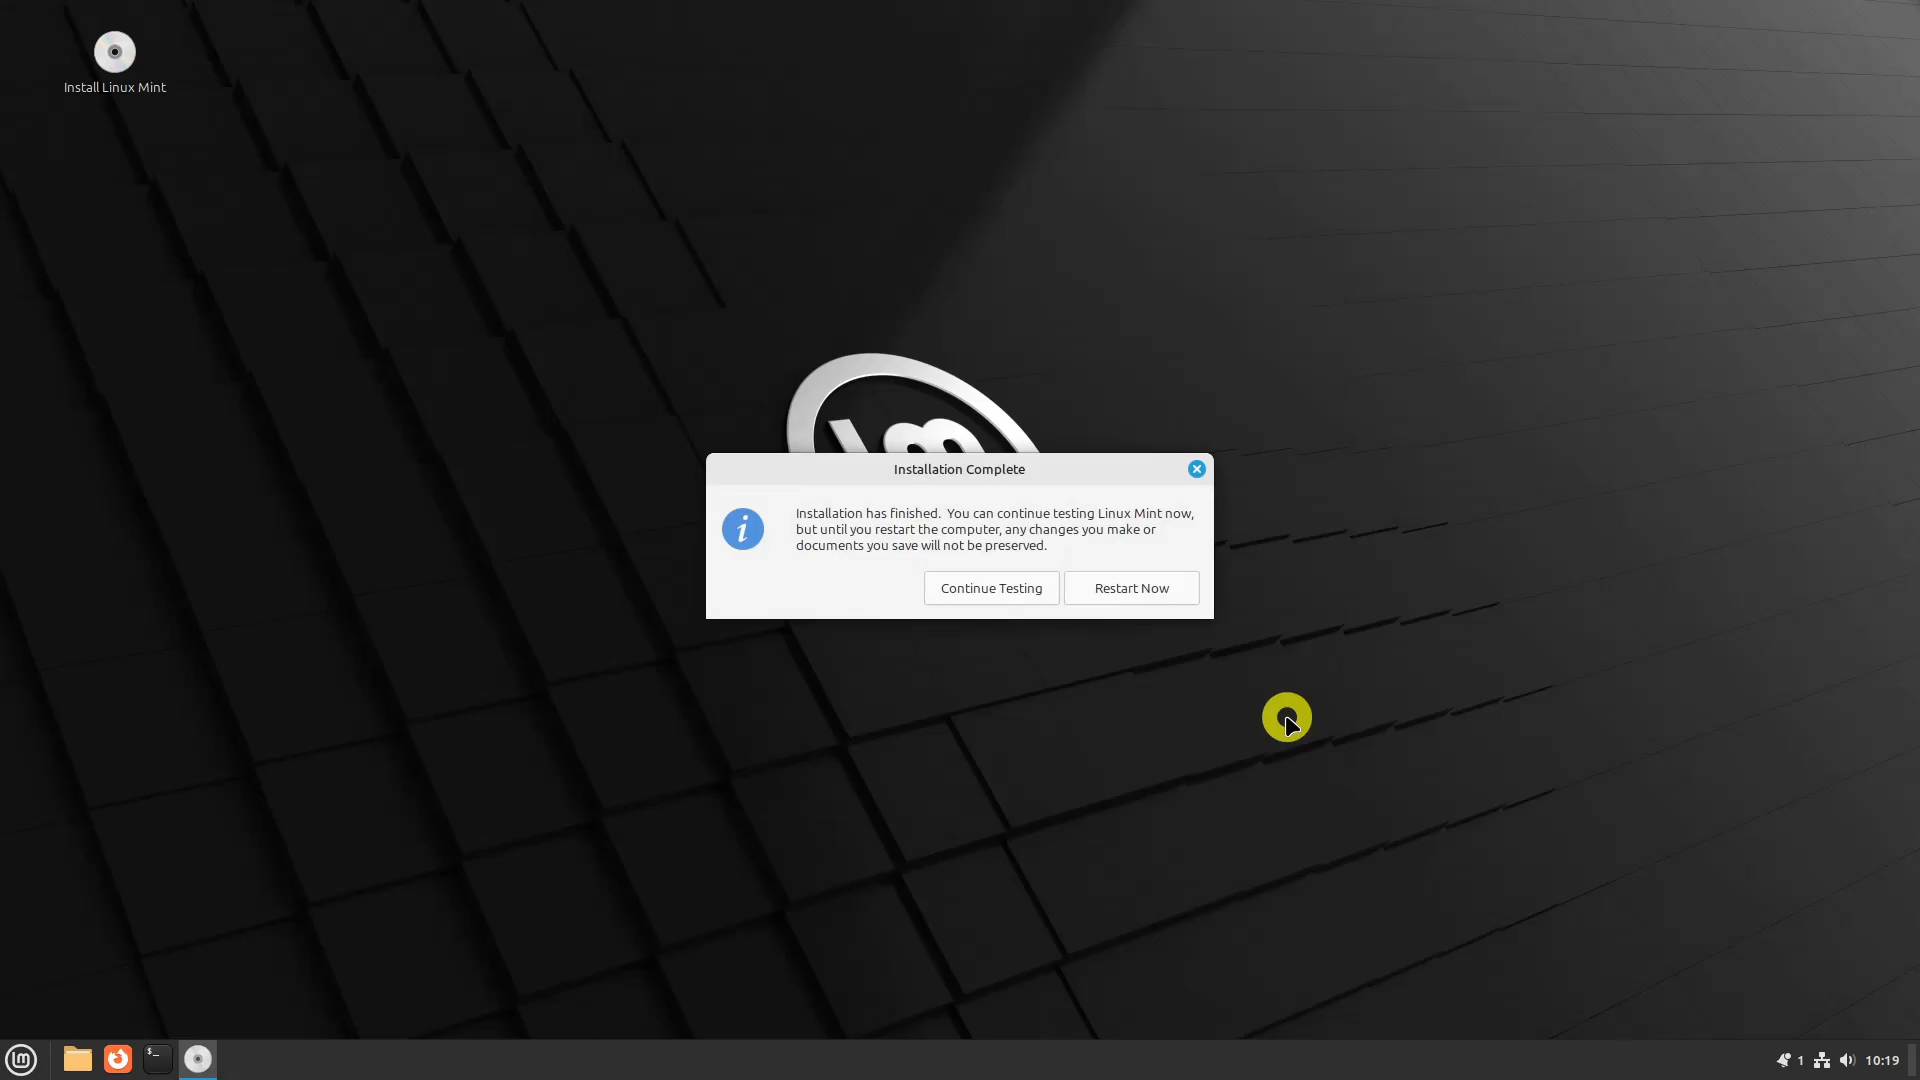 Install Linux Mint
lm
Installation Complete
i
Installation has finished.  You can continue testing Linux Mint now,
but until you restart the computer, any changes you make or
documents you save will not be preserved.
Continue Testing
Restart Now
lm
$_
1
10:19